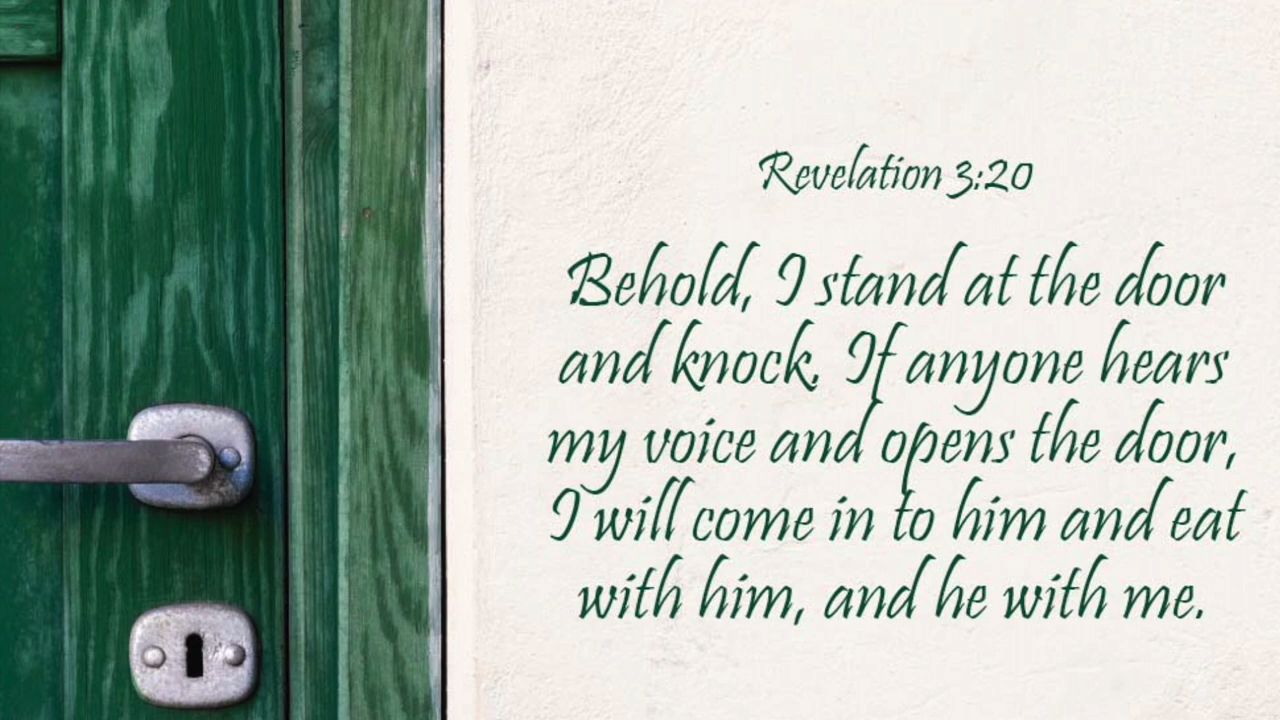 Revelation 3:20
Behold, I stand at the door
and knock. If anyone hears
my voice and opens the door,
I will come in to him and eat
with him, and he with me.